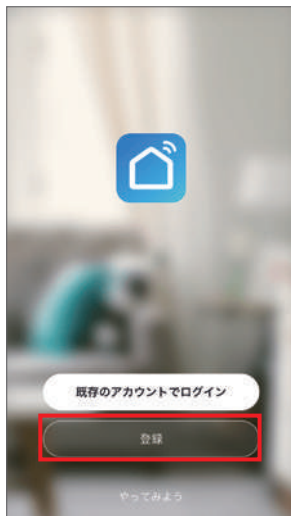 既存のアカウントでログイン
登録
やってみよう